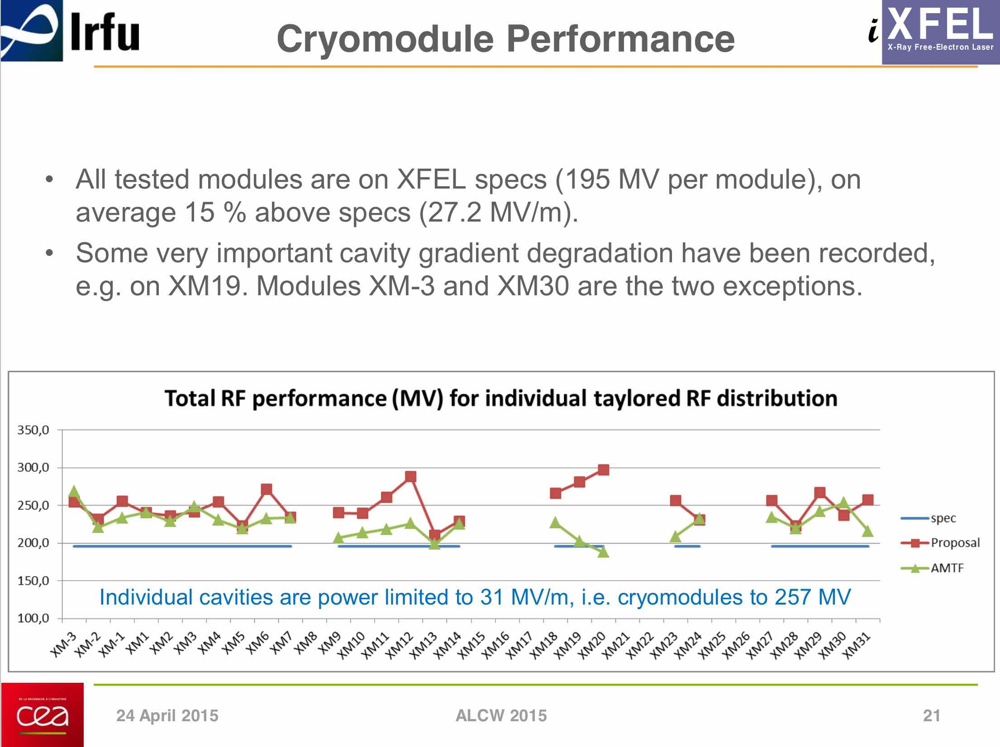 Irfu
Cryomodule Performance
i XFEL
X-Ray Free-Electron Laser
• All tested modules are on XFEL specs (195 MV per module), on
average 15 % above specs (27.2 MV/m).
• Some very important cavity gradient degradation have been recorded,
e.g. on XM19. Modules XM-3 and XM30 are the two exceptions.
Total RF performance (MV) for individual taylored RF distribution
350,0
300,0
250,0
200,0
150,0
100,0
spec
Proposal
AMTF
Individual cavities are power limited to 31 MV/m, i.e. cryomodules to 257 MV
XM-3 XM-2 XM-1 XM1 XM2 XM3 XM4 XM5 XM6 XM7 XM8 XM9 XM10 XM11 XM12 XM13 XM14 XM15 XM16 XM17 XM18 XM19 XM20 XM21 XM22 XM23 XM24 XM25 XM26 XM27 XM28 XM29 XM30 XM31
DE LA RECHERCHE À L'INDUSTRIE
cea
24 April 2015
ALCW 2015
21